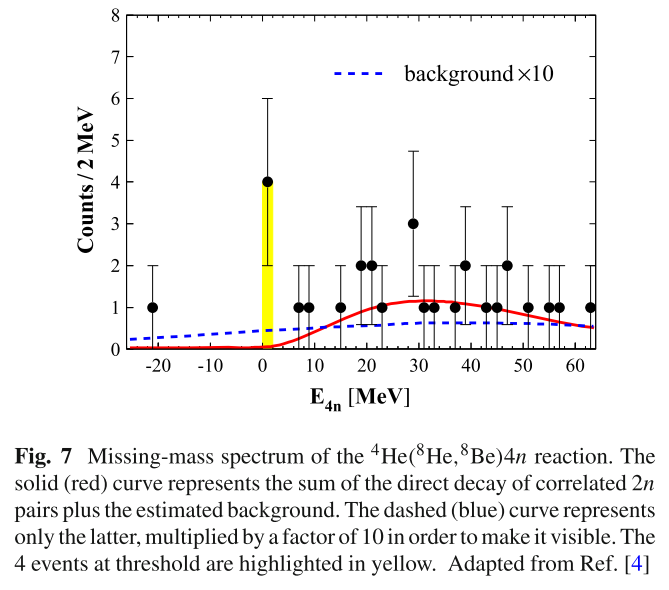 8
7
6
5
4
3
2
1
0
Counts / 2 MeV
background ×10
-20 -10 0 10 20 30 40 50 60
E4n [MeV]
Fig. 7 Missing-mass spectrum of the ⁴He(⁸He,⁸Be)4n reaction. The
solid (red) curve represents the sum of the direct decay of correlated 2n
pairs plus the estimated background. The dashed (blue) curve represents
only the latter, multiplied by a factor of 10 in order to make it visible. The
4 events at threshold are highlighted in yellow. Adapted from Ref. [4]